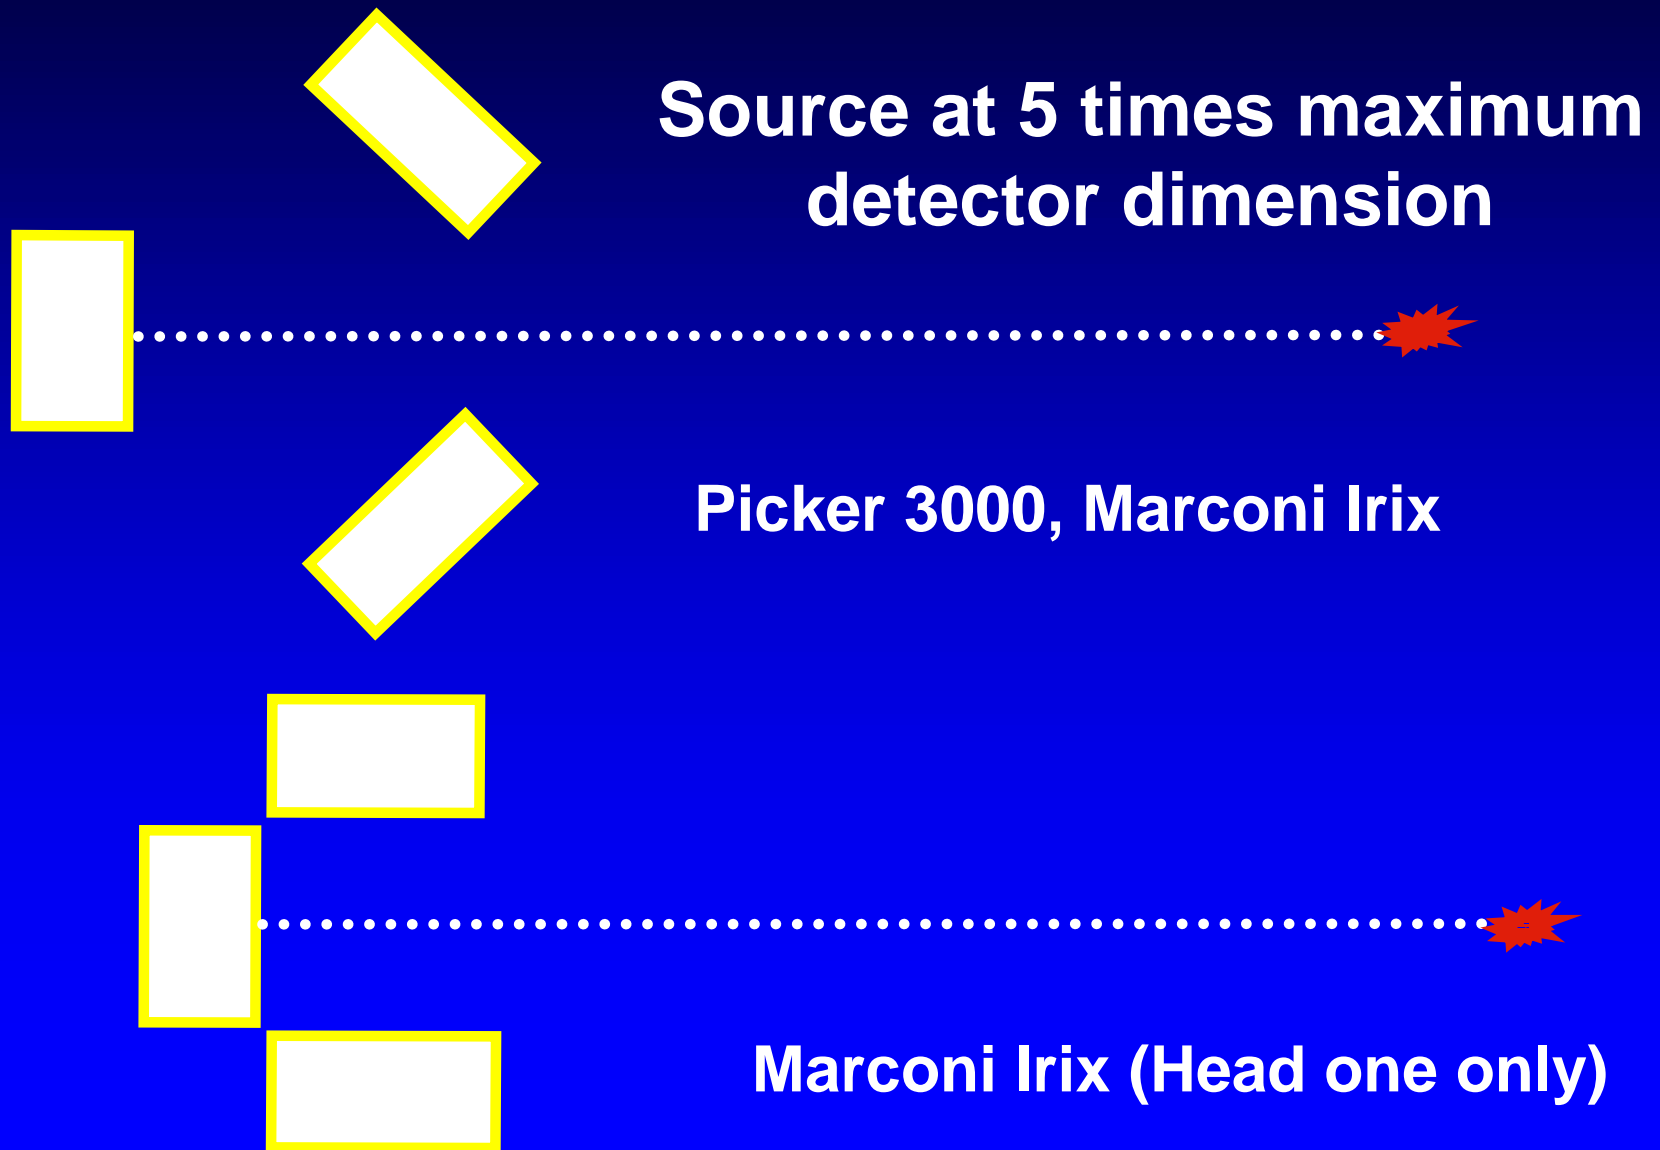 Source at 5 times maximum
detector dimension
Picker 3000, Marconi Irix
Marconi Irix (Head one only)